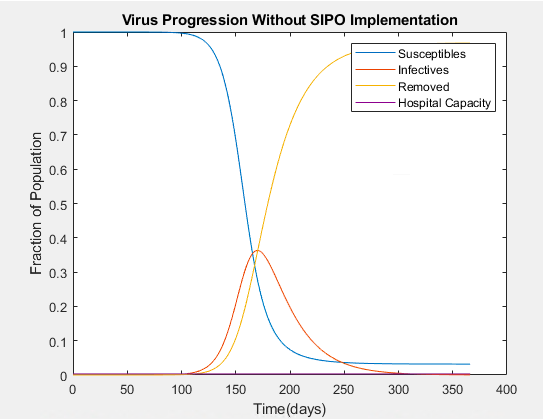 Virus Progression Without SIPO Implementation
1
0.9
0.8
0.7
0.6
0.5
0.4
0.3
0.2
0.1
0
Fraction of Population
Susceptibles
Infectives
Removed
Hospital Capacity
0 50 100 150 200 250 300 350 400
Time(days)